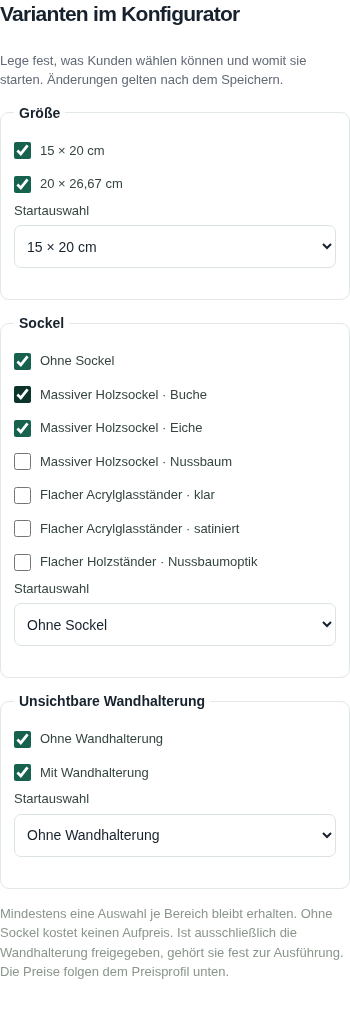 Varianten im Konfigurator
Lege fest, was Kunden wählen können und womit sie
starten. Änderungen gelten nach dem Speichern.
Größe
15 × 20 cm
20 × 26,67 cm
Startauswahl
15 × 20 cm
Sockel
Ohne Sockel
Massiver Holzsockel · Buche
Massiver Holzsockel · Eiche
Massiver Holzsockel · Nussbaum
Flacher Acrylglasständer · klar
Flacher Acrylglasständer · satiniert
Flacher Holzständer · Nussbaumoptik
Startauswahl
Ohne Sockel
Unsichtbare Wandhalterung
Ohne Wandhalterung
Mit Wandhalterung
Startauswahl
Ohne Wandhalterung
Mindestens eine Auswahl je Bereich bleibt erhalten. Ohne
Sockel kostet keinen Aufpreis. Ist ausschließlich die
Wandhalterung freigegeben, gehört sie fest zur Ausführung.
Die Preise folgen dem Preisprofil unten.